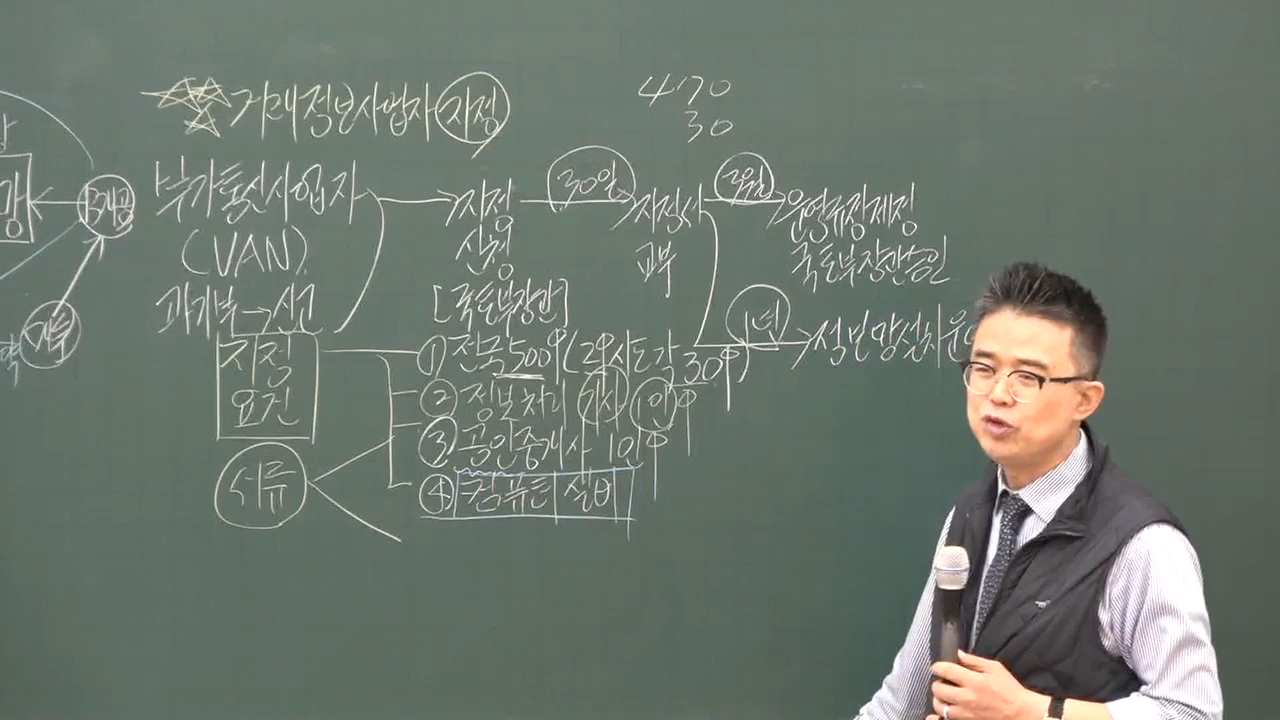 거래정보사업자 지정
470
30
부가통신사업자 → 지정 신청 30일 → 지정서 교부 3월 → 운영규정제정
국토부장관승인
(VAN)
과기부→신고
[국토부장관]
1년 → 정보망설치운
지정
요건
① 전국500↑(2↑시·도각30↑)
② 정보처리 기사 1인↑
③ 공인중개사 1인↑
④ 컴퓨터 설비
서류